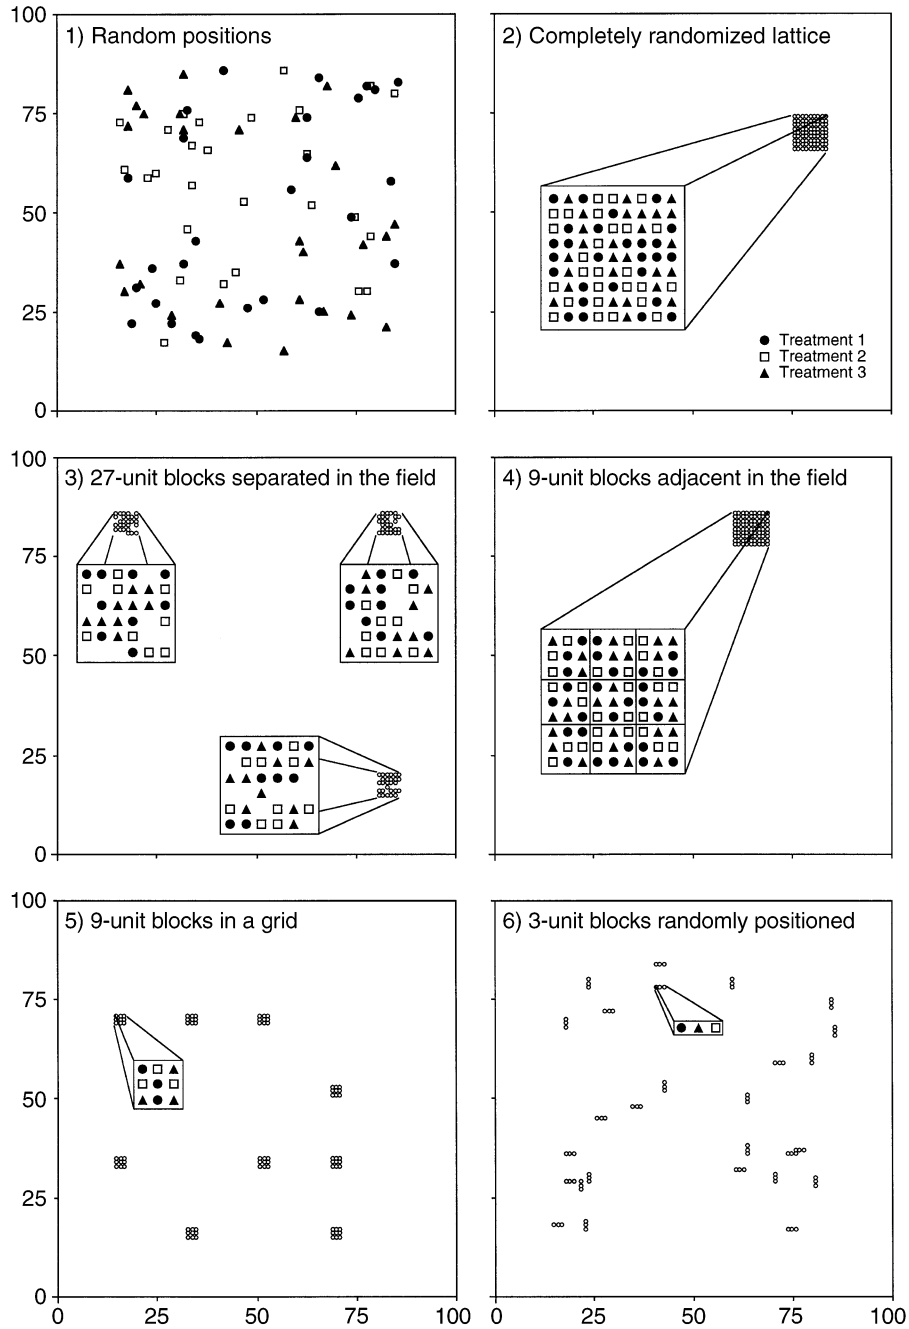 100
75
50
25
0
1) Random positions
2) Completely randomized lattice
Treatment 1
Treatment 2
Treatment 3
100
75
50
25
0
3) 27-unit blocks separated in the field
4) 9-unit blocks adjacent in the field
100
75
50
25
0
5) 9-unit blocks in a grid
6) 3-unit blocks randomly positioned
0 25 50 75 100
0 25 50 75 100